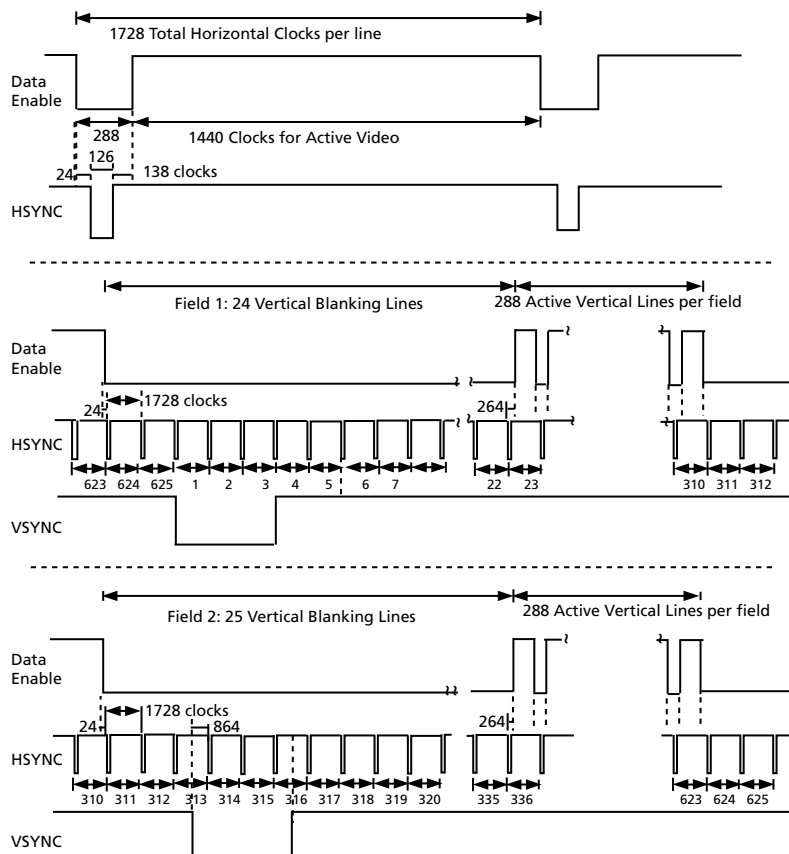 1728 Total Horizontal Clocks per line
Data
Enable
288
1440 Clocks for Active Video
126
24
138 clocks
HSYNC
Field 1: 24 Vertical Blanking Lines
288 Active Vertical Lines per field
Data
Enable
1728 clocks
24
264
HSYNC
623 624 625 1 2 3 4 5 6 7 22 23 310 311 312
VSYNC
Field 2: 25 Vertical Blanking Lines
288 Active Vertical Lines per field
Data
Enable
1728 clocks
24
864
264
HSYNC
310 311 312 313 314 315 316 317 318 319 320 335 336 623 624 625
VSYNC